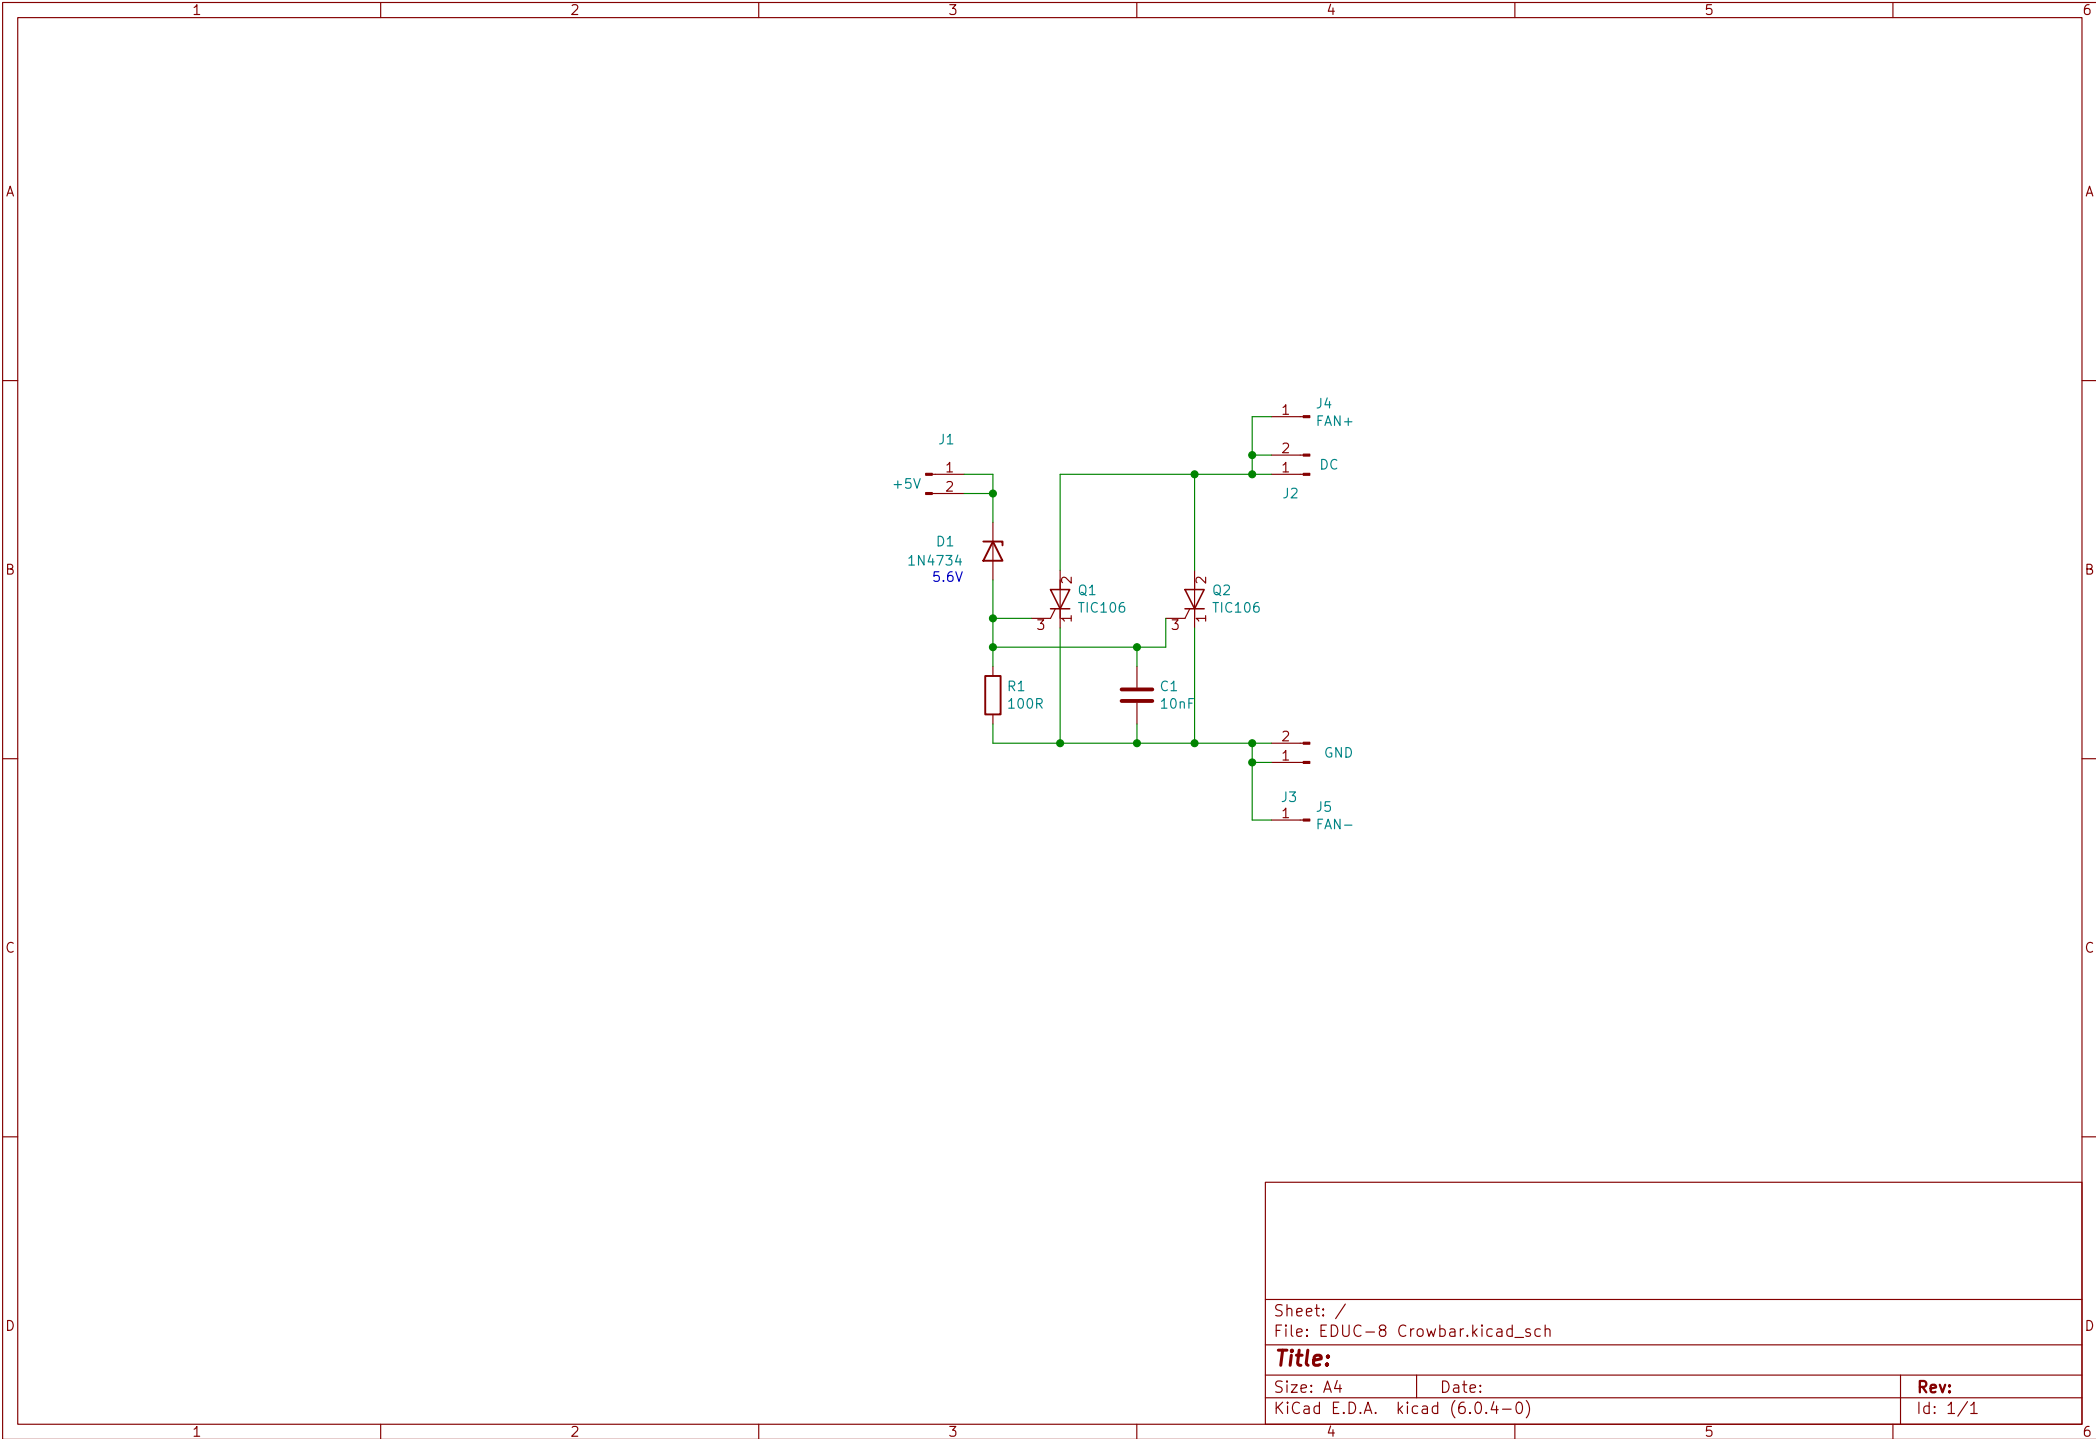 1 2 3 4 5 6
A A
J4
1
FAN+
J1
2
1
DC
1
+5V
2
J2
D1
1N4734
B B
5.6V
2
Q1
TIC106
3
1
2
Q2
TIC106
3
1
R1
100R
C1
10nF
2
GND
1
J3
1
J5
FAN-
C C
Sheet: /
D D
File: EDUC-8 Crowbar.kicad_sch
Title:
Size: A4 Date: Rev:
KiCad E.D.A. kicad (6.0.4-0) Id: 1/1
1 2 3 4 5 6